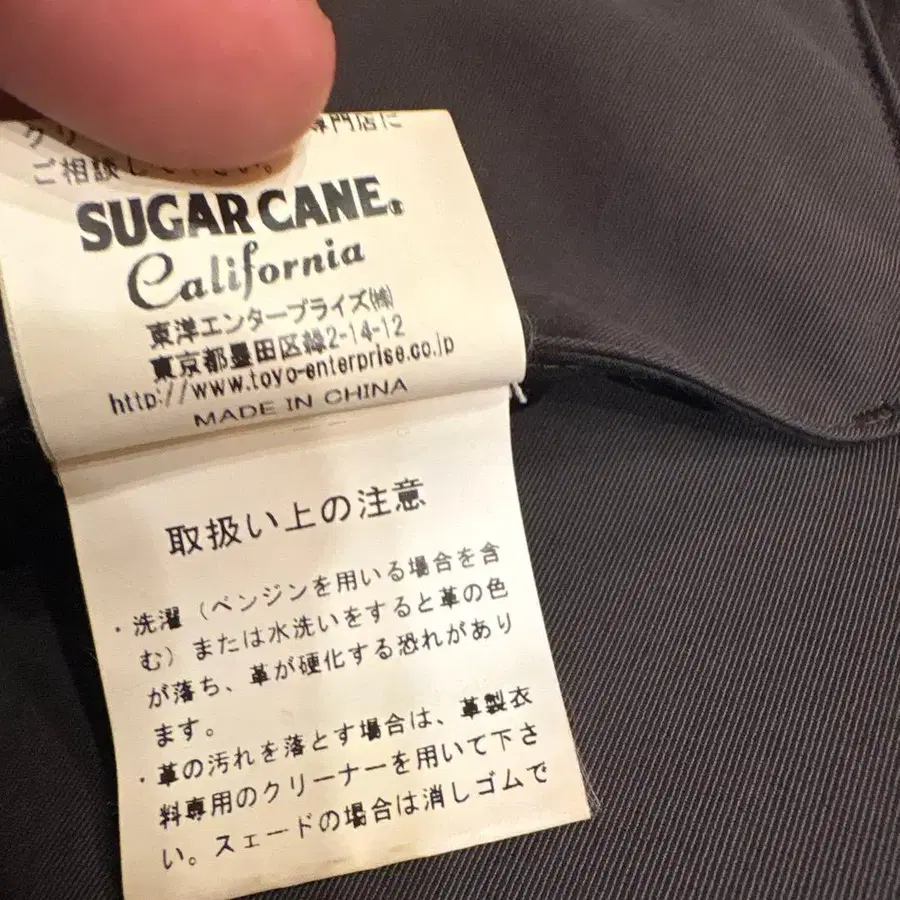 専門店に
ご相談し
SUGAR CANE®
California
東洋エンタープライズ㈱
東京都墨田区緑2-14-12
http://www.toyo-enterprise.co.jp
MADE IN CHINA
取扱い上の注意
・洗濯（ベンジンを用いる場合を含
む）または水洗いをすると革の色
が落ち、革が硬化する恐れがあり
ます。
・革の汚れを落とす場合は、革製衣
料専用のクリーナーを用いて下さ
い。スェードの場合は消しゴムで